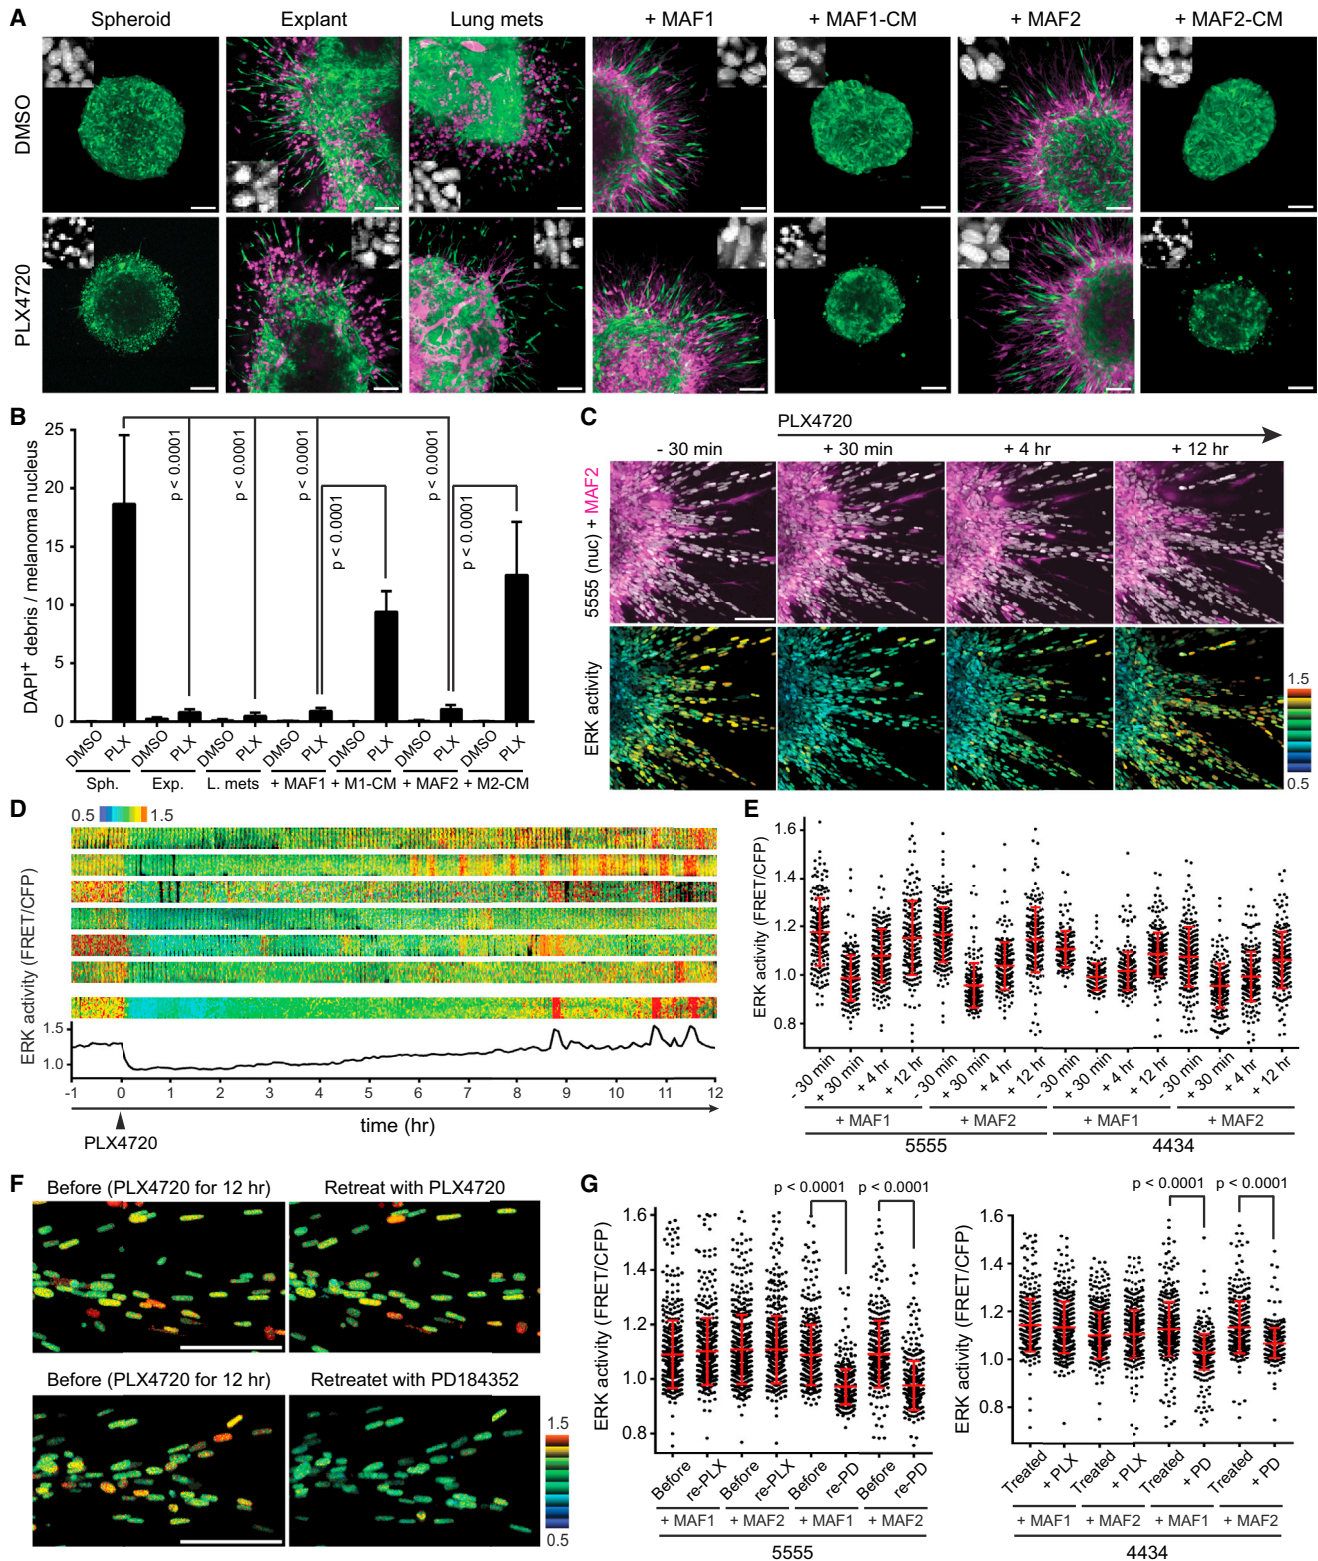 A
Spheroid Explant Lung mets + MAF1 + MAF1-CM + MAF2 + MAF2-CM
DMSO
PLX4720
B
DAPI⁺ debris / melanoma nucleus
25
20
15
10
5
0
p < 0.0001
p < 0.0001
p < 0.0001
p < 0.0001
p < 0.0001
p < 0.0001
DMSO PLX DMSO PLX DMSO PLX DMSO PLX DMSO PLX DMSO PLX DMSO PLX
Sph. Exp. L. mets + MAF1 + M1-CM + MAF2 + M2-CM
C
PLX4720
- 30 min + 30 min + 4 hr + 12 hr
5555 (nuc) + MAF2
ERK activity
1.5
0.5
D
0.5 1.5
ERK activity (FRET/CFP)
1.5
1.0
-1 0 1 2 3 4 5 6 7 8 9 10 11 12
time (hr)
PLX4720
E
ERK activity (FRET/CFP)
1.6
1.4
1.2
1.0
0.8
- 30 min + 30 min + 4 hr + 12 hr - 30 min + 30 min + 4 hr + 12 hr - 30 min + 30 min + 4 hr + 12 hr - 30 min + 30 min + 4 hr + 12 hr
+ MAF1 + MAF2 + MAF1 + MAF2
5555 4434
F
Before (PLX4720 for 12 hr) Retreat with PLX4720
Before (PLX4720 for 12 hr) Retreatet with PD184352
1.5
0.5
G
ERK activity (FRET/CFP)
1.6
1.4
1.2
1.0
0.8
p < 0.0001 p < 0.0001
Before re-PLX Before re-PLX Before re-PD Before re-PD
+ MAF1 + MAF2 + MAF1 + MAF2
5555
ERK activity (FRET/CFP)
1.6
1.4
1.2
1.0
0.8
p < 0.0001 p < 0.0001
Treated + PLX Treated + PLX Treated + PD Treated + PD
+ MAF1 + MAF2 + MAF1 + MAF2
4434